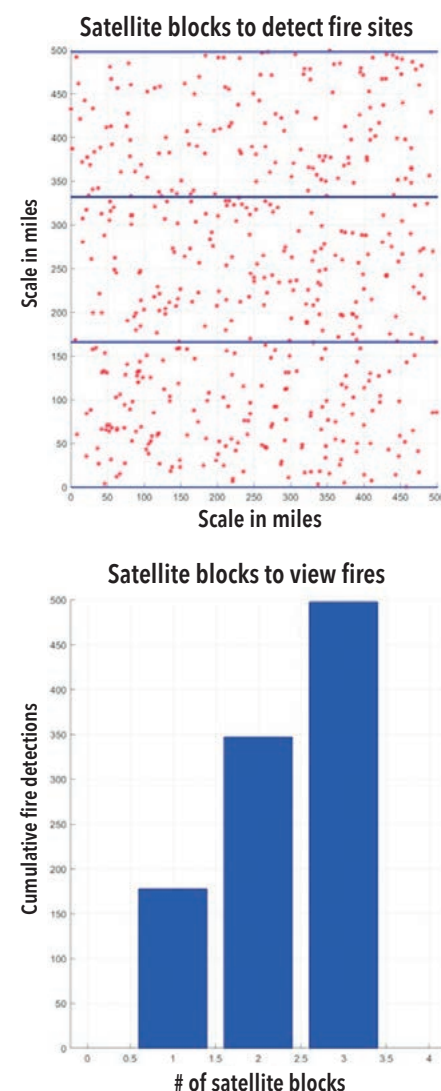 Satellite blocks to detect fire sites
500
450
400
350
300
250
200
150
100
50
0
Scale in miles
0 50 100 150 200 250 300 350 400 450 500
Scale in miles
Satellite blocks to view fires
500
450
400
350
300
250
200
150
100
50
0
Cumulative fire detections
0 0.5 1 1.5 2 2.5 3 3.5 4
# of satellite blocks